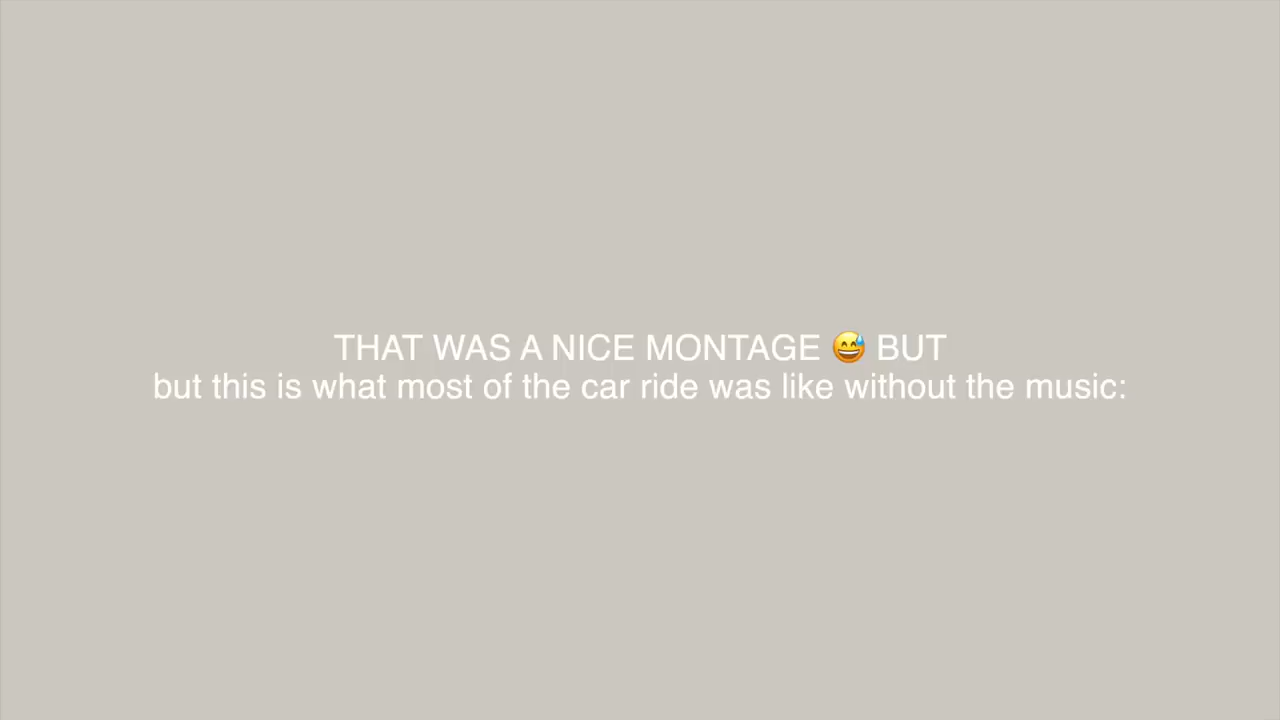 THAT WAS A NICE MONTAGE 😅 BUT
but this is what most of the car ride was like without the music: